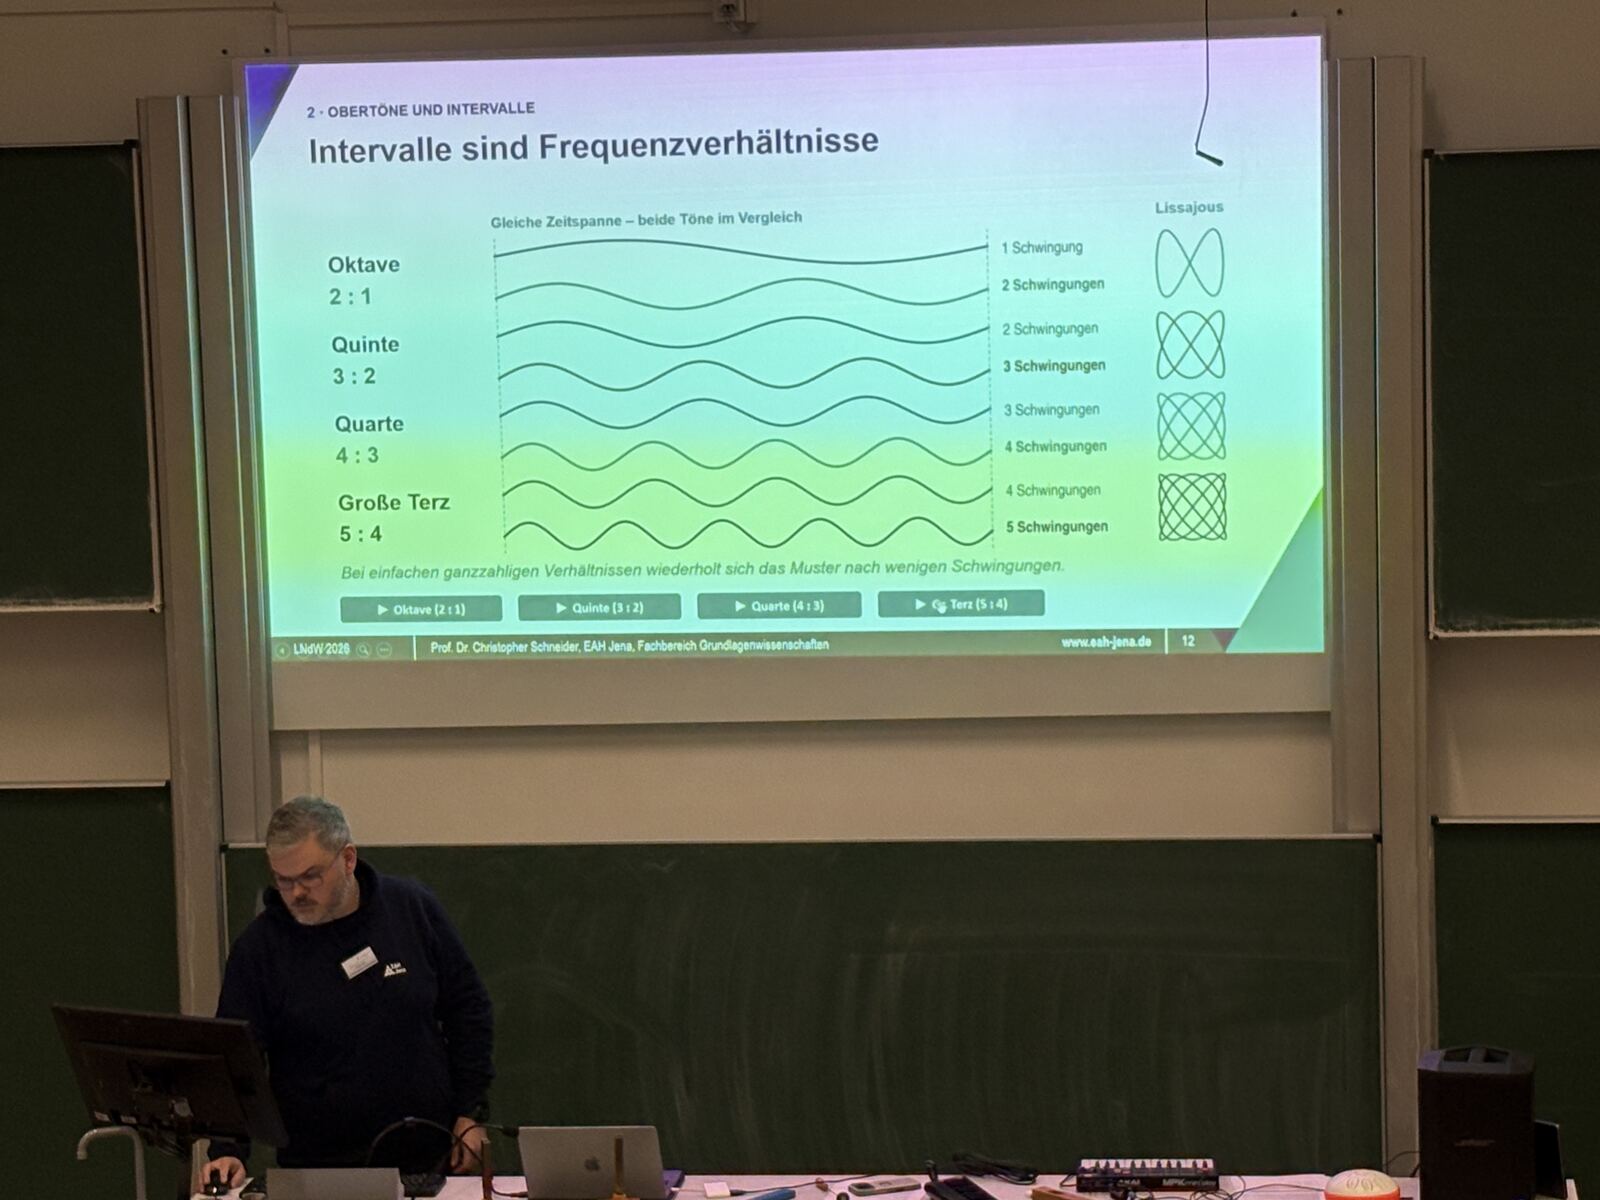 2 · OBERTÖNE UND INTERVALLE
Intervalle sind Frequenzverhältnisse
Gleiche Zeitspanne – beide Töne im Vergleich
Lissajous
Oktave
2 : 1
1 Schwingung
2 Schwingungen
Quinte
3 : 2
2 Schwingungen
3 Schwingungen
Quarte
4 : 3
3 Schwingungen
4 Schwingungen
Große Terz
5 : 4
4 Schwingungen
5 Schwingungen
Bei einfachen ganzzahligen Verhältnissen wiederholt sich das Muster nach wenigen Schwingungen.
Oktave (2 : 1)
Quinte (3 : 2)
Quarte (4 : 3)
Terz (5 : 4)
LNdW 2026
Prof. Dr. Christopher Schneider, EAH Jena, Fachbereich Grundlagenwissenschaften
www.eah-jena.de
12
EAH
Jena
AKAI
MPK